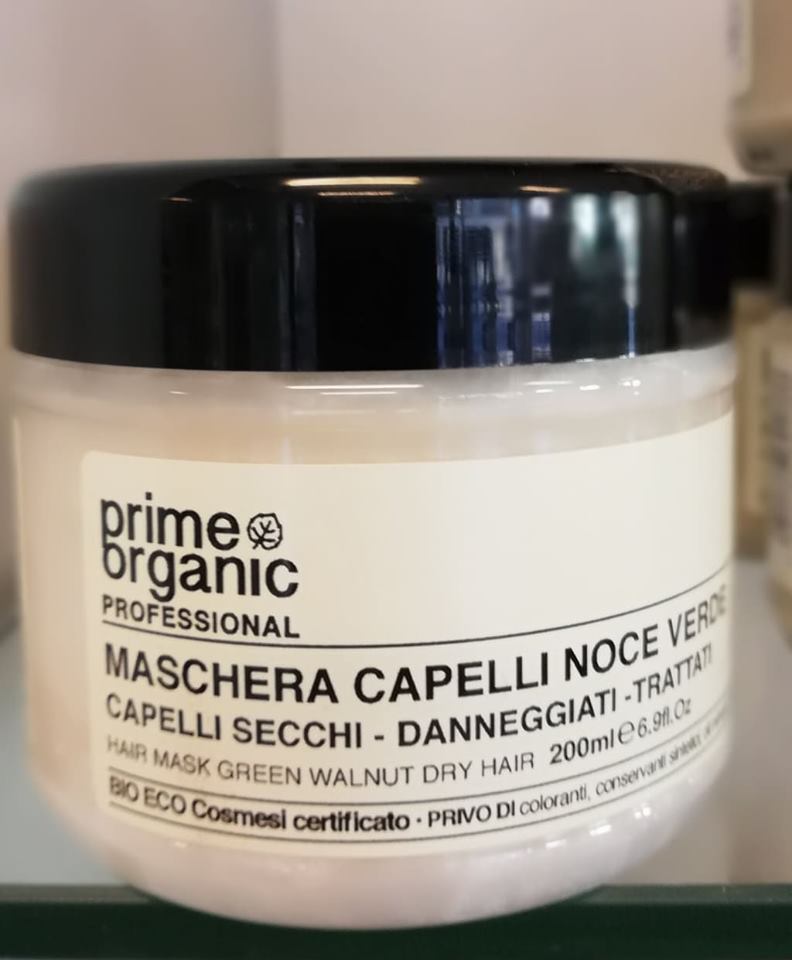 prime
organic
PROFESSIONAL
MASCHERA CAPELLI NOCE VERDE
CAPELLI SECCHI - DANNEGGIATI -TRATTATI
HAIR MASK GREEN WALNUT DRY HAIR 200ml e 6.9fl.Oz
BIO ECO Cosmesi certificato · PRIVO DI coloranti, conservanti sintetici,